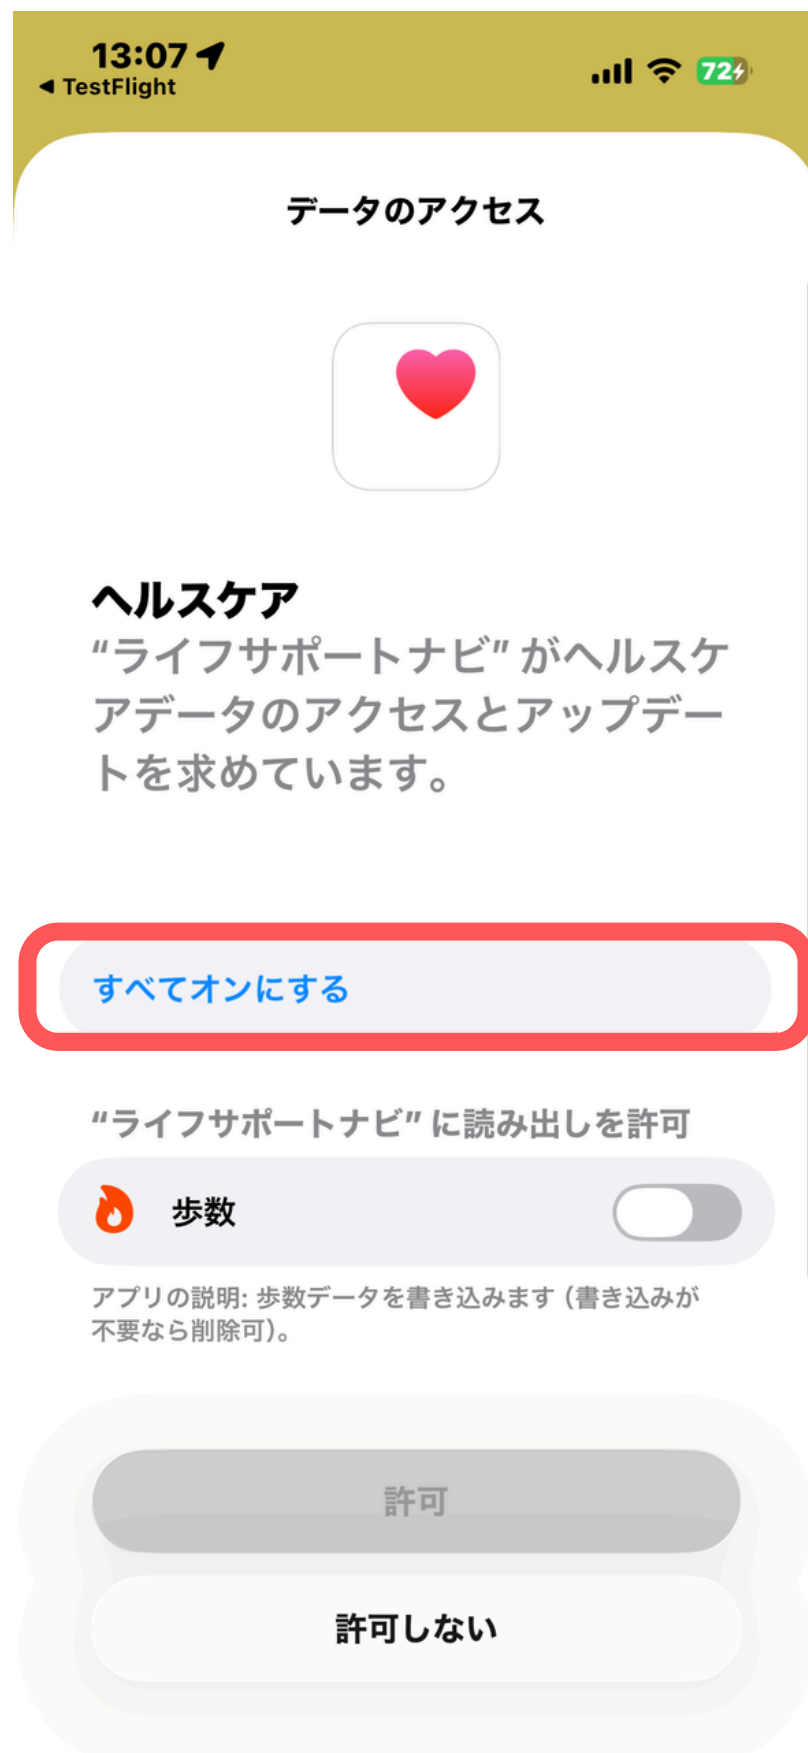 13:07
◀ TestFlight
72
データのアクセス
ヘルスケア
“ライフサポートナビ” がヘルスケ
アデータのアクセスとアップデー
トを求めています。
すべてオンにする
“ライフサポートナビ” に読み出しを許可
歩数
アプリの説明: 歩数データを書き込みます（書き込みが
不要なら削除可）。
許可
許可しない